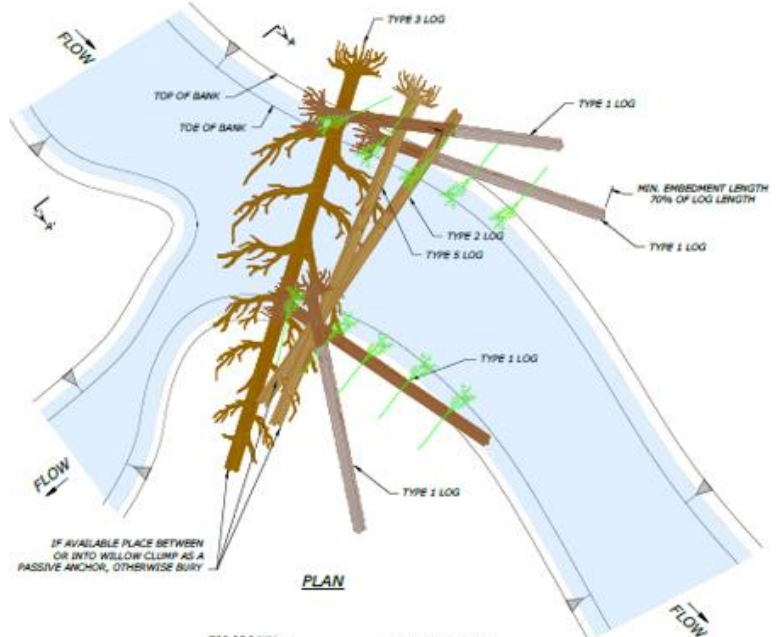 FLOW
TYPE 3 LOG
A
TOP OF BANK
TOE OF BANK
TYPE 1 LOG
MIN. EMBEDMENT LENGTH
70% OF LOG LENGTH
TYPE 1 LOG
A'
TYPE 2 LOG
TYPE 5 LOG
TYPE 1 LOG
FLOW
TYPE 1 LOG
IF AVAILABLE PLACE BETWEEN
OR INTO WILLOW CLUMP AS A
PASSIVE ANCHOR, OTHERWISE BURY
PLAN
FLOW